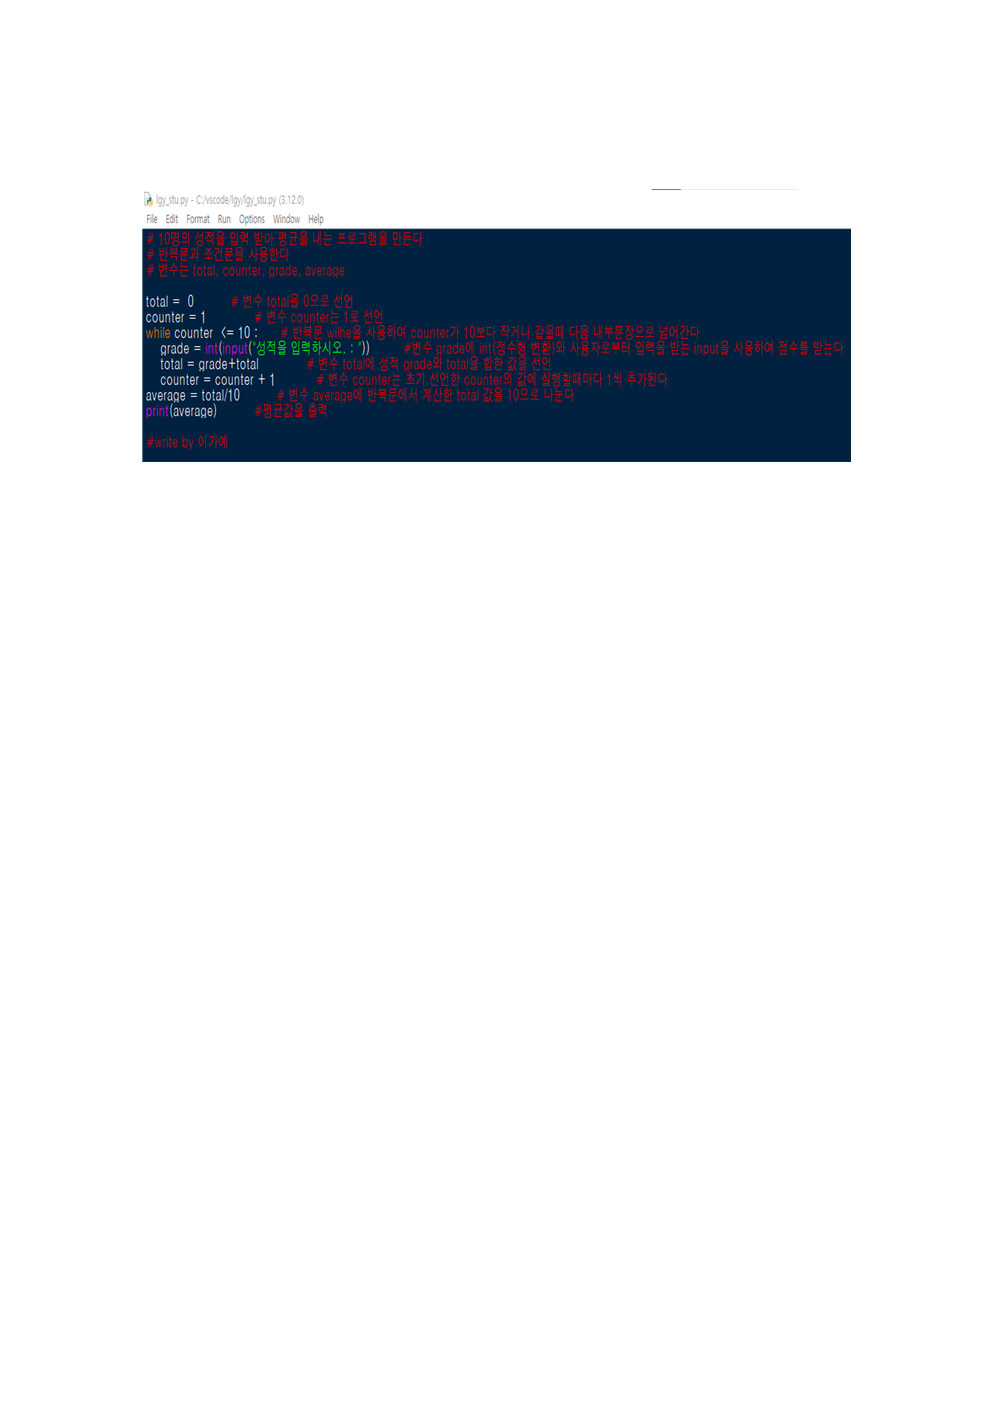 lgy_stu.py - C:/vscode/lgy/lgy_stu.py (3.12.0)
File Edit Format Run Options Window Help
# 10명의 성적을 입력 받아 평균을 내는 프로그램을 만든다
# 반복문과 조건문을 사용한다
# 변수는 total, counter, grade, average
total = 0 # 변수 total을 0으로 선언
counter = 1 # 변수 counter는 1로 선언
while counter <= 10 : # 반복문 wilhe을 사용하여 counter가 10보다 작거나 같을때 다음 내부문장으로 넘어간다
grade = int(input("성적을 입력하시오. : ")) #변수 grade에 int(정수형 변환)와 사용자로부터 입력을 받는 input을 사용하여 점수를 받는다
total = grade+total # 변수 total에 성적 grade와 total을 합한 값을 선언
counter = counter + 1 # 변수 counter는 초기 선언한 counter의 값에 실행할때마다 1씩 추가된다
average = total/10 # 변수 average에 반복문에서 계산한 total 값을 10으로 나눈다
print(average) #평균값을 출력
#write by 이가예